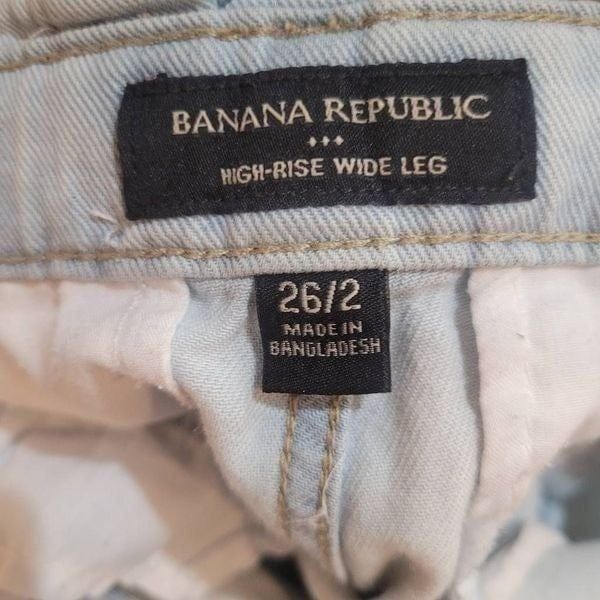 BANANA REPUBLIC
HIGH-RISE WIDE LEG
26/2
MADE IN
BANGLADESH